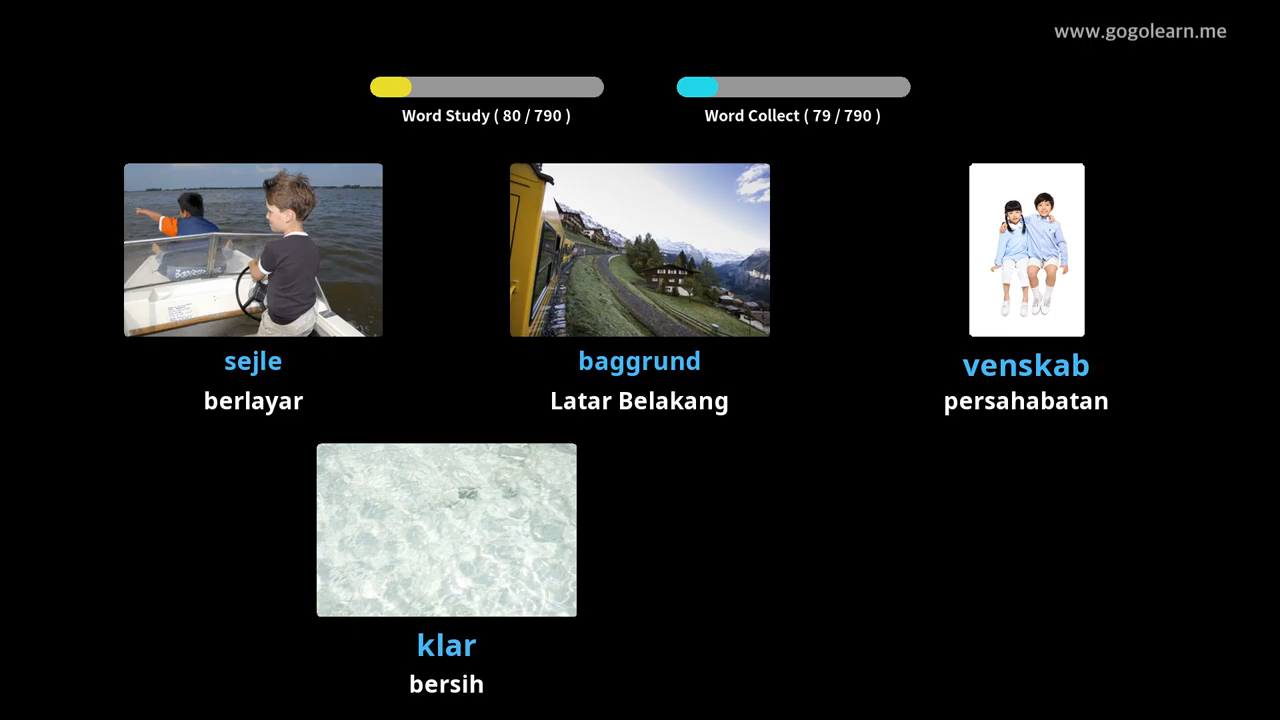 www.gogolearn.me
Word Study ( 80 / 790 )
Word Collect ( 79 / 790 )
sejle
berlayar
baggrund
Latar Belakang
venskab
persahabatan
klar
bersih